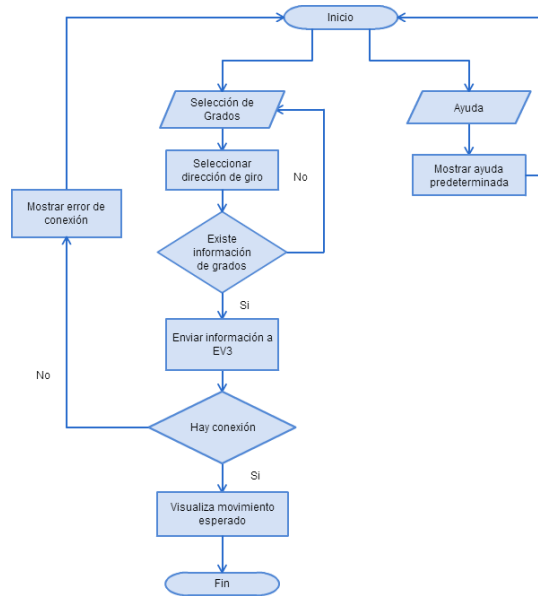 Inicio
Selección de
Grados
Ayuda
Seleccionar
dirección de giro
No
Mostrar ayuda
predeterminada
Mostrar error de
conexión
Existe
información
de grados
Si
Enviar información a
EV3
No
Hay conexión
Si
Visualiza movimiento
esperado
Fin